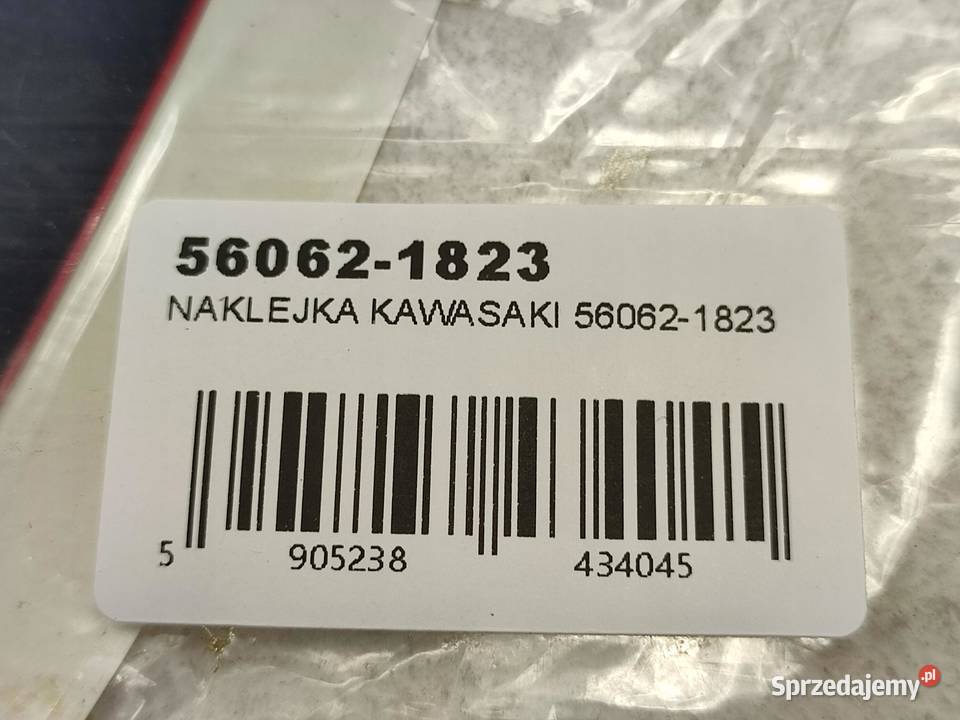 56062-1823
NAKLEJKA KAWASAKI 56062-1823
5 905238 434045
Sprzedajemy.pl